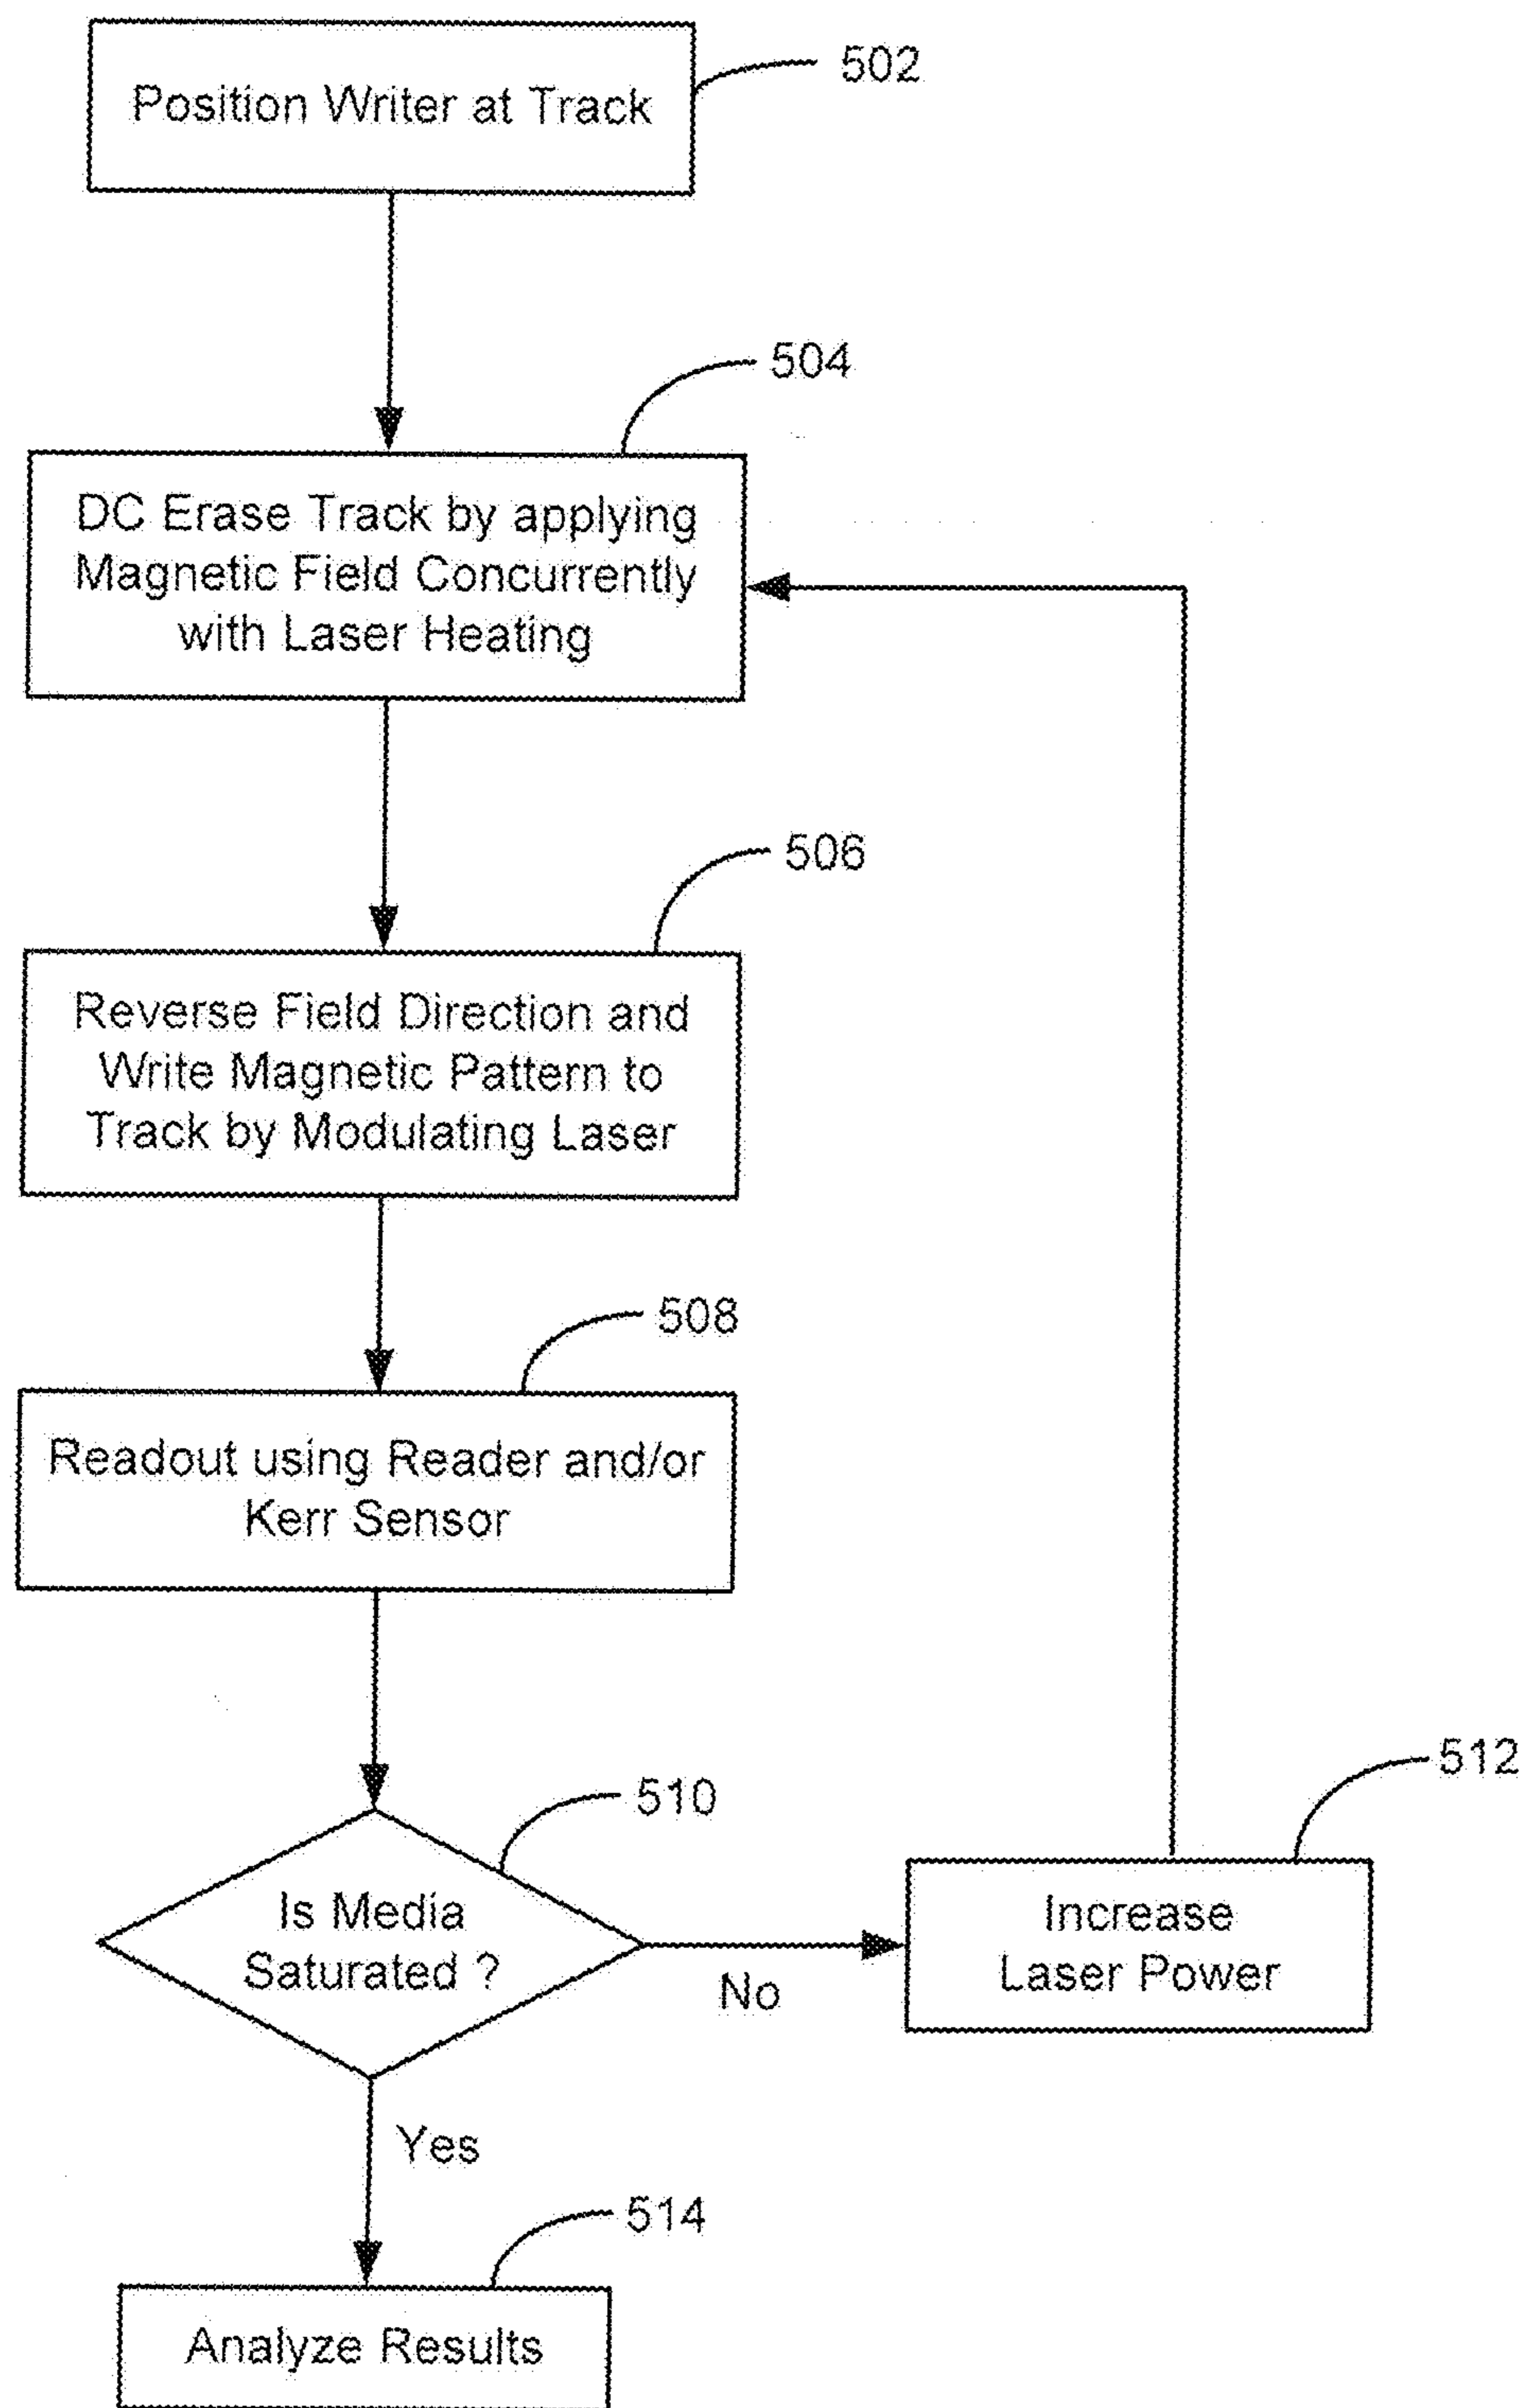 Position Writer at Track
502
504
DC Erase Track by applying
Magnetic Field Concurrently
with Laser Heating
506
Reverse Field Direction and
Write Magnetic Pattern to
Track by Modulating Laser
508
Readout using Reader and/or
Kerr Sensor
510
Is Media
Saturated ?
No
512
Increase
Laser Power
Yes
514
Analyze Results